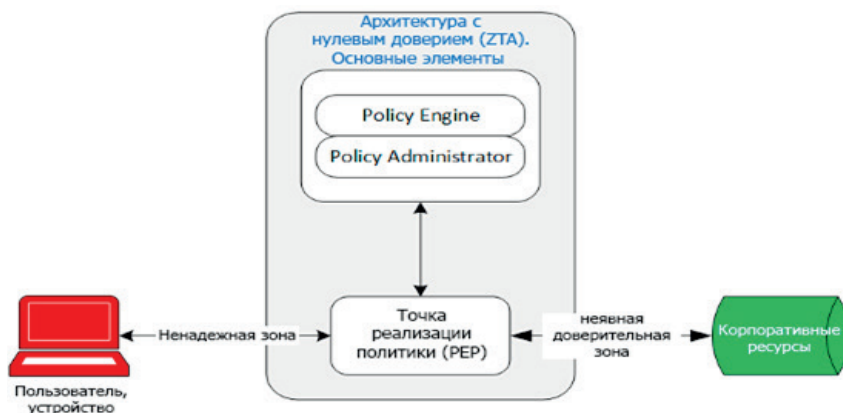 Архитектура с
нулевым доверием (ZTA).
Основные элементы
Policy Engine
Policy Administrator
Ненадежная зона
Точка
реализации
политики (PEP)
неявная
доверительная
зона
Корпоративные
ресурсы
Пользователь,
устройство